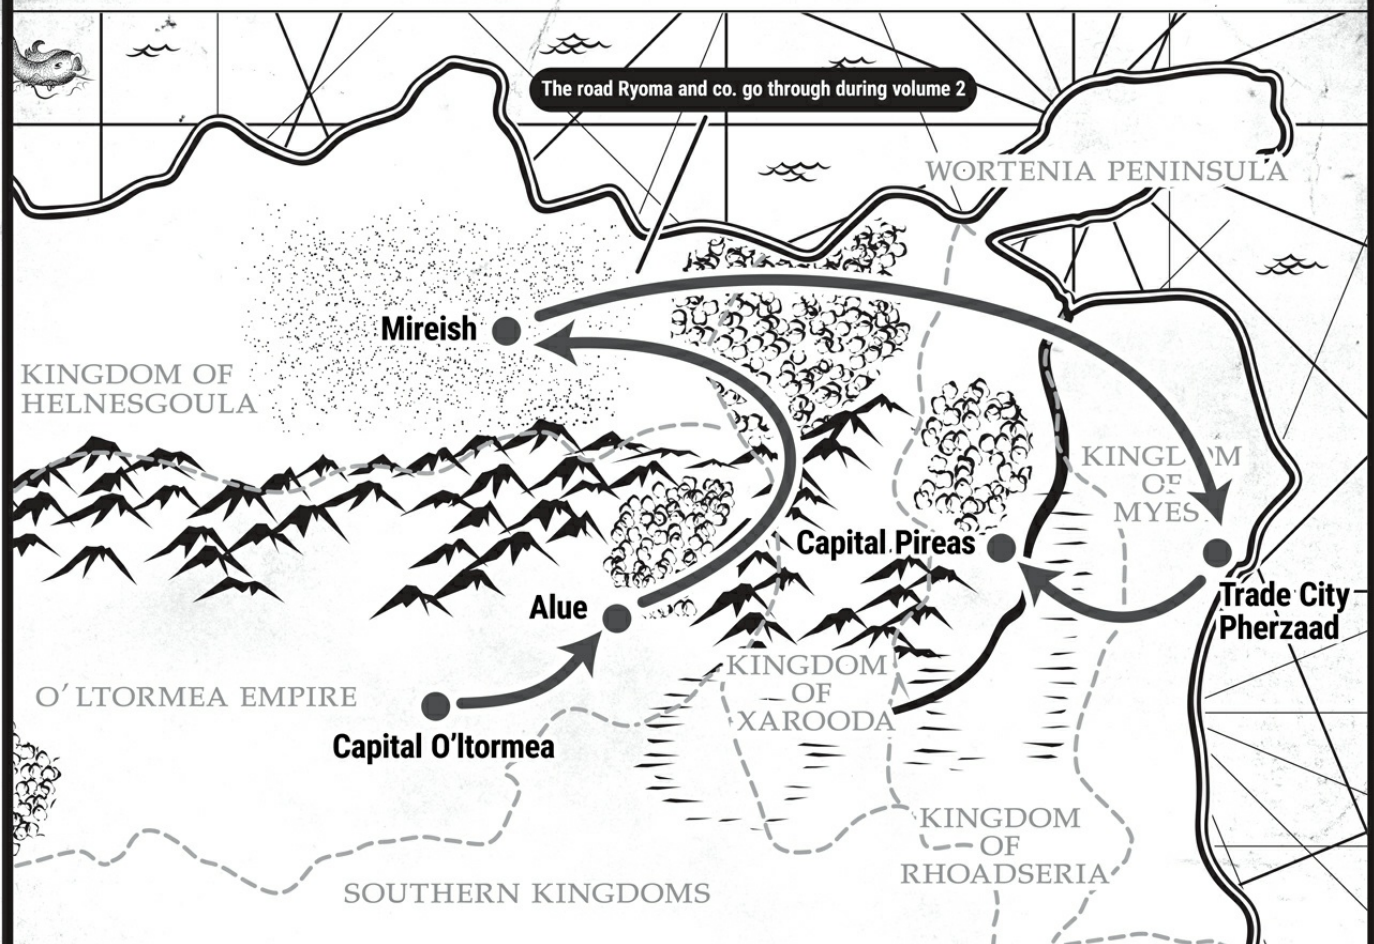 The road Ryoma and co. go through during volume 2
WORTENIA PENINSULA
Mireish
KINGDOM OF
HELNESGOULA
KINGDOM
OF
MYES
Capital Pireas
Alue
Trade City
Pherzaad
KINGDOM
OF
XAROODA
O'LTORMEA EMPIRE
Capital O'ltormea
KINGDOM
OF
RHOADSERIA
SOUTHERN KINGDOMS